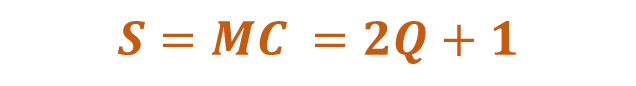 S = MC = 2Q + 1